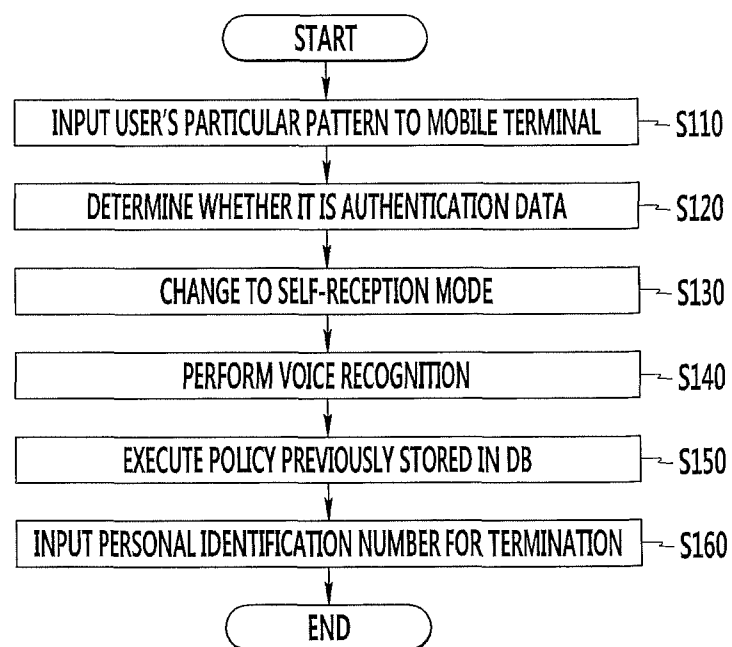 START
INPUT USER'S PARTICULAR PATTERN TO MOBILE TERMINAL
S110
DETERMINE WHETHER IT IS AUTHENTICATION DATA
S120
CHANGE TO SELF-RECEPTION MODE
S130
PERFORM VOICE RECOGNITION
S140
EXECUTE POLICY PREVIOUSLY STORED IN DB
S150
INPUT PERSONAL IDENTIFICATION NUMBER FOR TERMINATION
S160
END